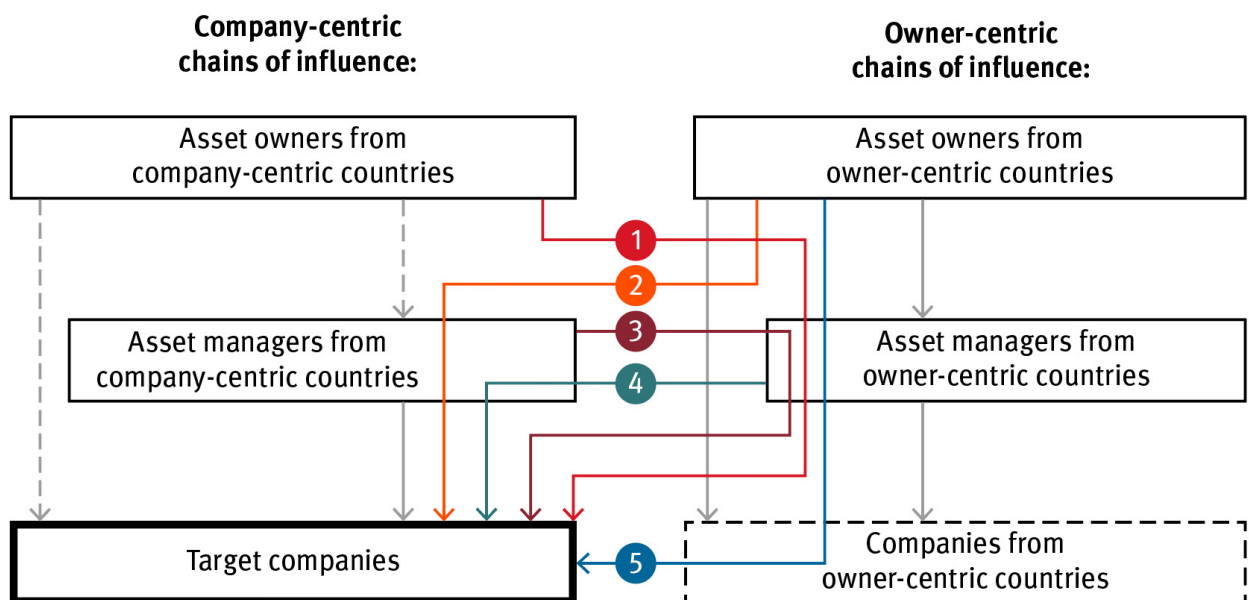 Company-centric
chains of influence:
Owner-centric
chains of influence:
Asset owners from
company-centric countries
Asset owners from
owner-centric countries
1
2
3
4
Asset managers from
company-centric countries
Asset managers from
owner-centric countries
Target companies
5
Companies from
owner-centric countries